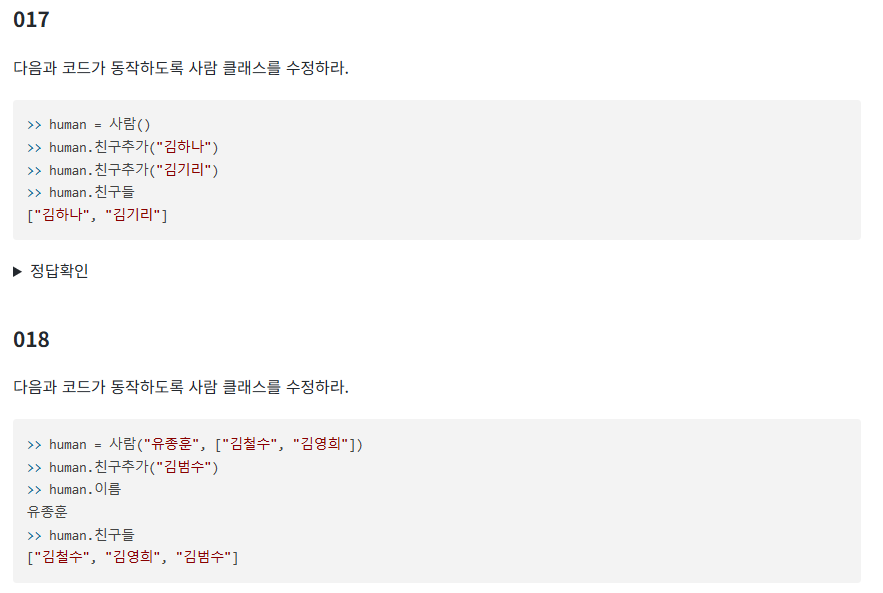 017
다음과 코드가 동작하도록 사람 클래스를 수정하라.
>> human = 사람()
>> human.친구추가("김하나")
>> human.친구추가("김기리")
>> human.친구들
["김하나", "김기리"]
▶ 정답확인
018
다음과 코드가 동작하도록 사람 클래스를 수정하라.
>> human = 사람("유종훈", ["김철수", "김영희"])
>> human.친구추가("김범수")
>> human.이름
유종훈
>> human.친구들
["김철수", "김영희", "김범수"]